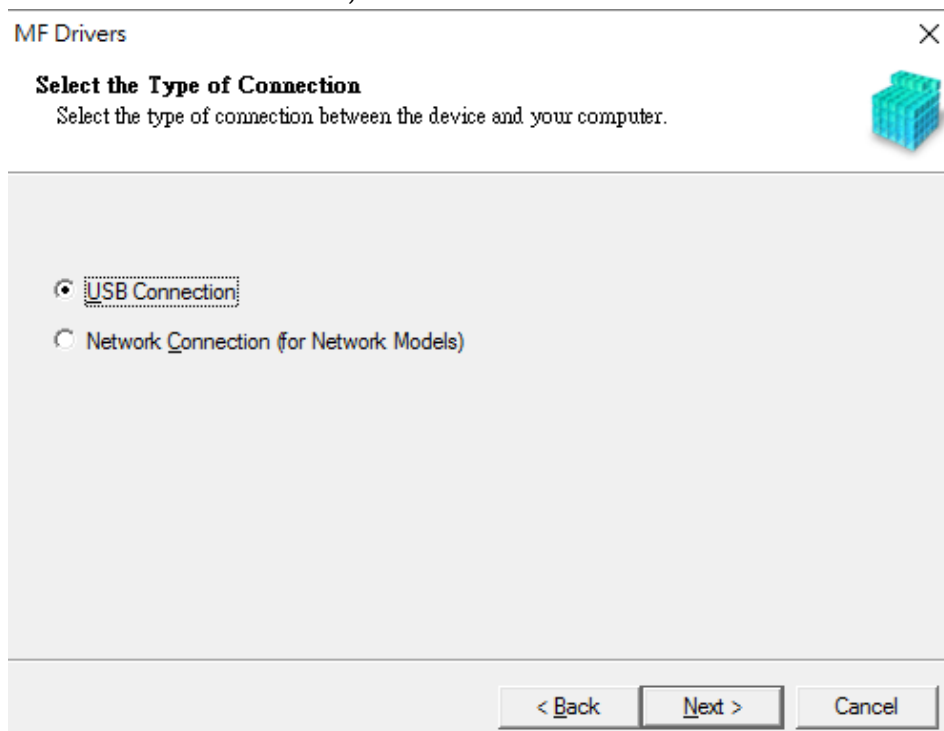 MF Drivers
Select the Type of Connection
Select the type of connection between the device and your computer.
USB Connection
Network Connection (for Network Models)
< Back Next > Cancel